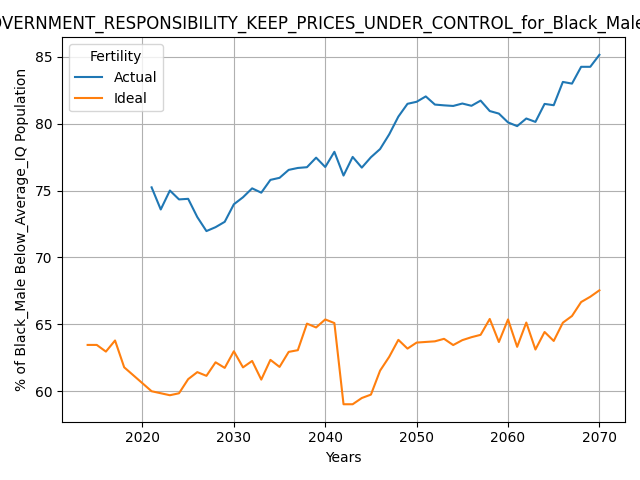 OVERNMENT_RESPONSIBILITY_KEEP_PRICES_UNDER_CONTROL_for_Black_Male
Fertility
Actual
Ideal
% of Black_Male Below_Average_IQ Population
85
80
75
70
65
60
2020
2030
2040
2050
2060
2070
Years